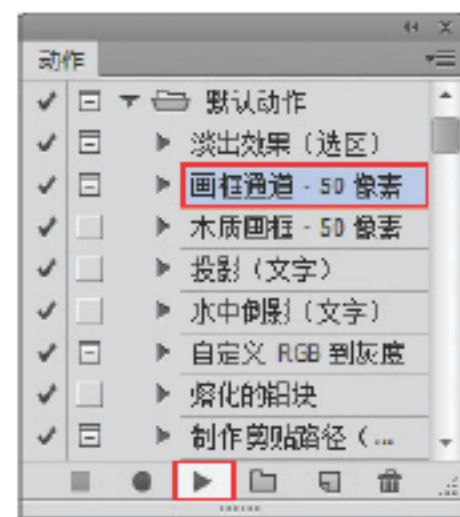 动作
默认动作
淡出效果（选区）
画框通道 - 50 像素
木质画框 - 50 像素
投影（文字）
水中倒影（文字）
自定义 RGB 到灰度
熔化的铅块
制作剪贴路径（...